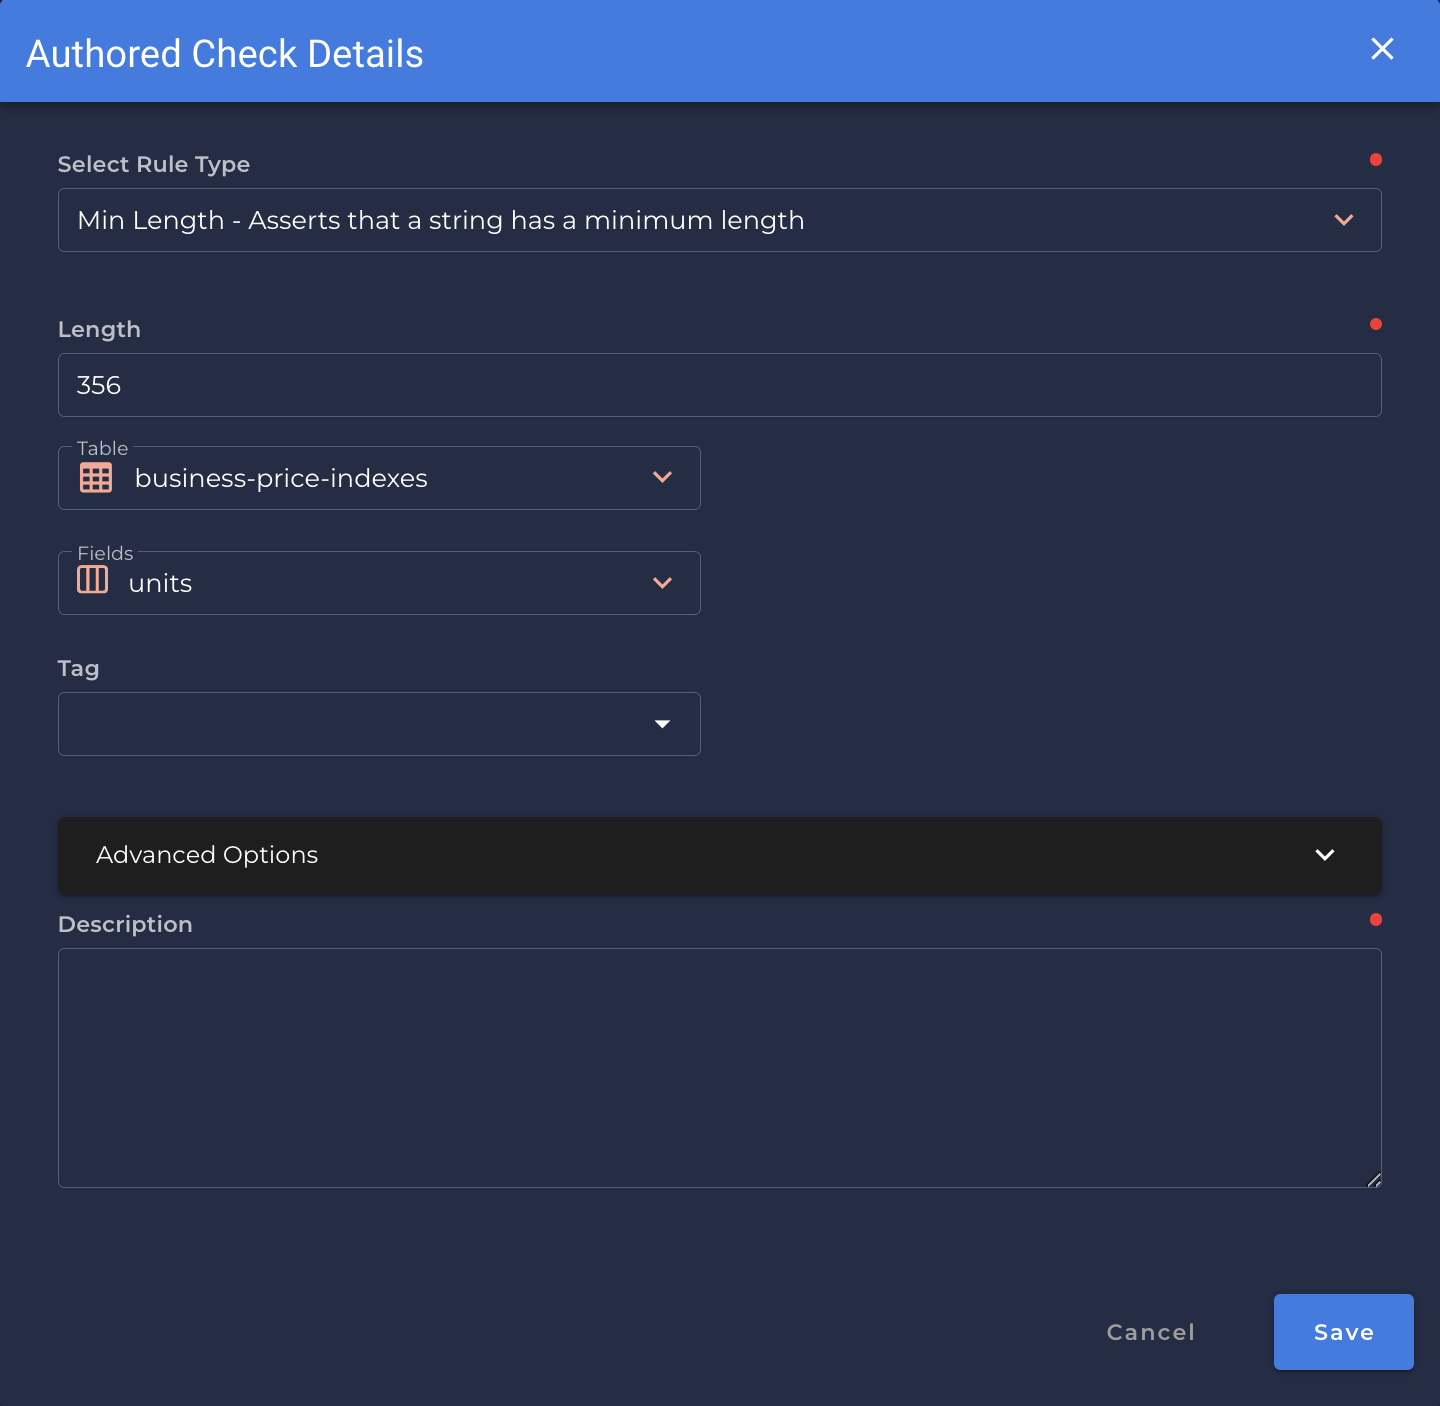 Authored Check Details
Select Rule Type
Min Length - Asserts that a string has a minimum length
Length
356
Table
business-price-indexes
Fields
units
Tag
Advanced Options
Description
Cancel
Save